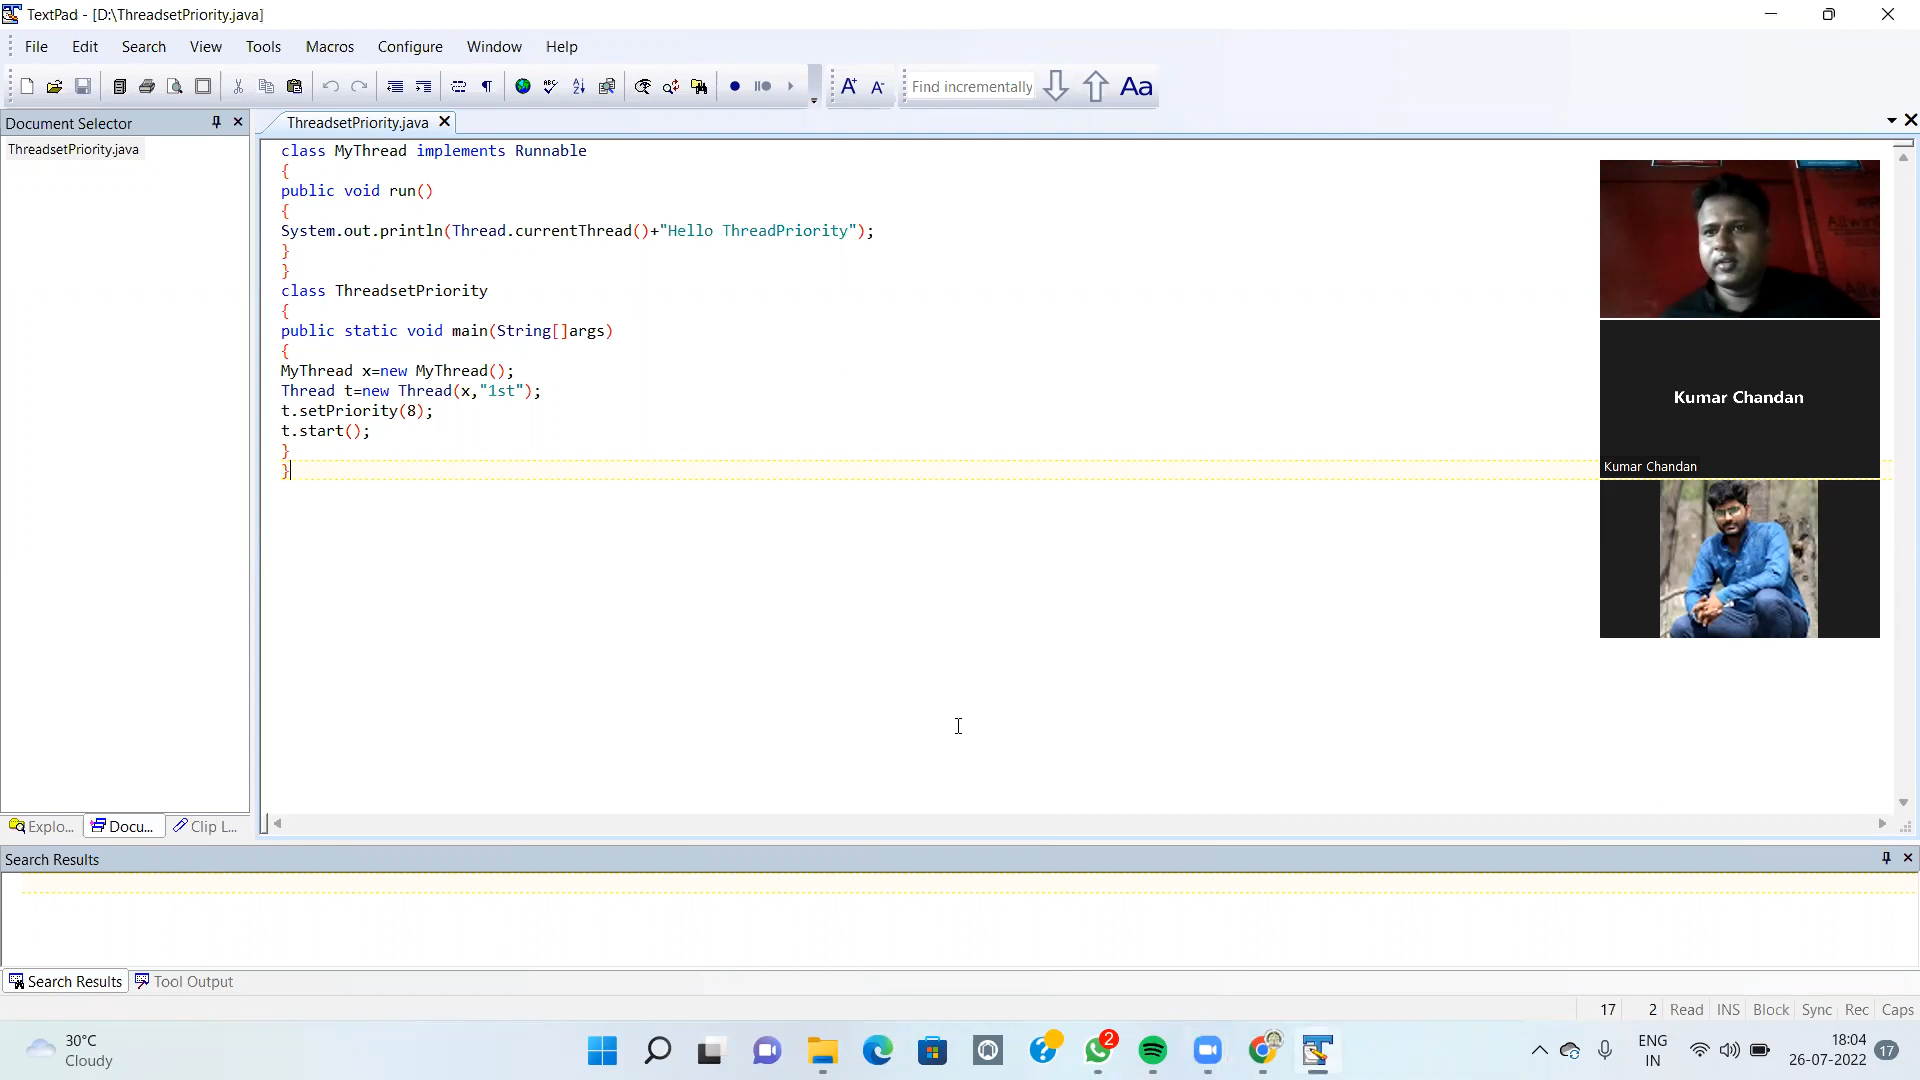 TextPad - [D:\ThreadsetPriority.java]
File Edit Search View Tools Macros Configure Window Help
Find incrementally
Aa
Document Selector
ThreadsetPriority.java
ThreadsetPriority.java
class MyThread implements Runnable
{
public void run()
{
System.out.println(Thread.currentThread()+"Hello ThreadPriority");
}
}
class ThreadsetPriority
{
public static void main(String[]args)
{
MyThread x=new MyThread();
Thread t=new Thread(x,"1st");
t.setPriority(8);
t.start();
}
}
Kumar Chandan
Kumar Chandan
Explo... Docu... Clip L...
Search Results
Search Results Tool Output
17 2 Read INS Block Sync Rec Caps
30°C
Cloudy
2
ENG
IN
18:04
26-07-2022
17